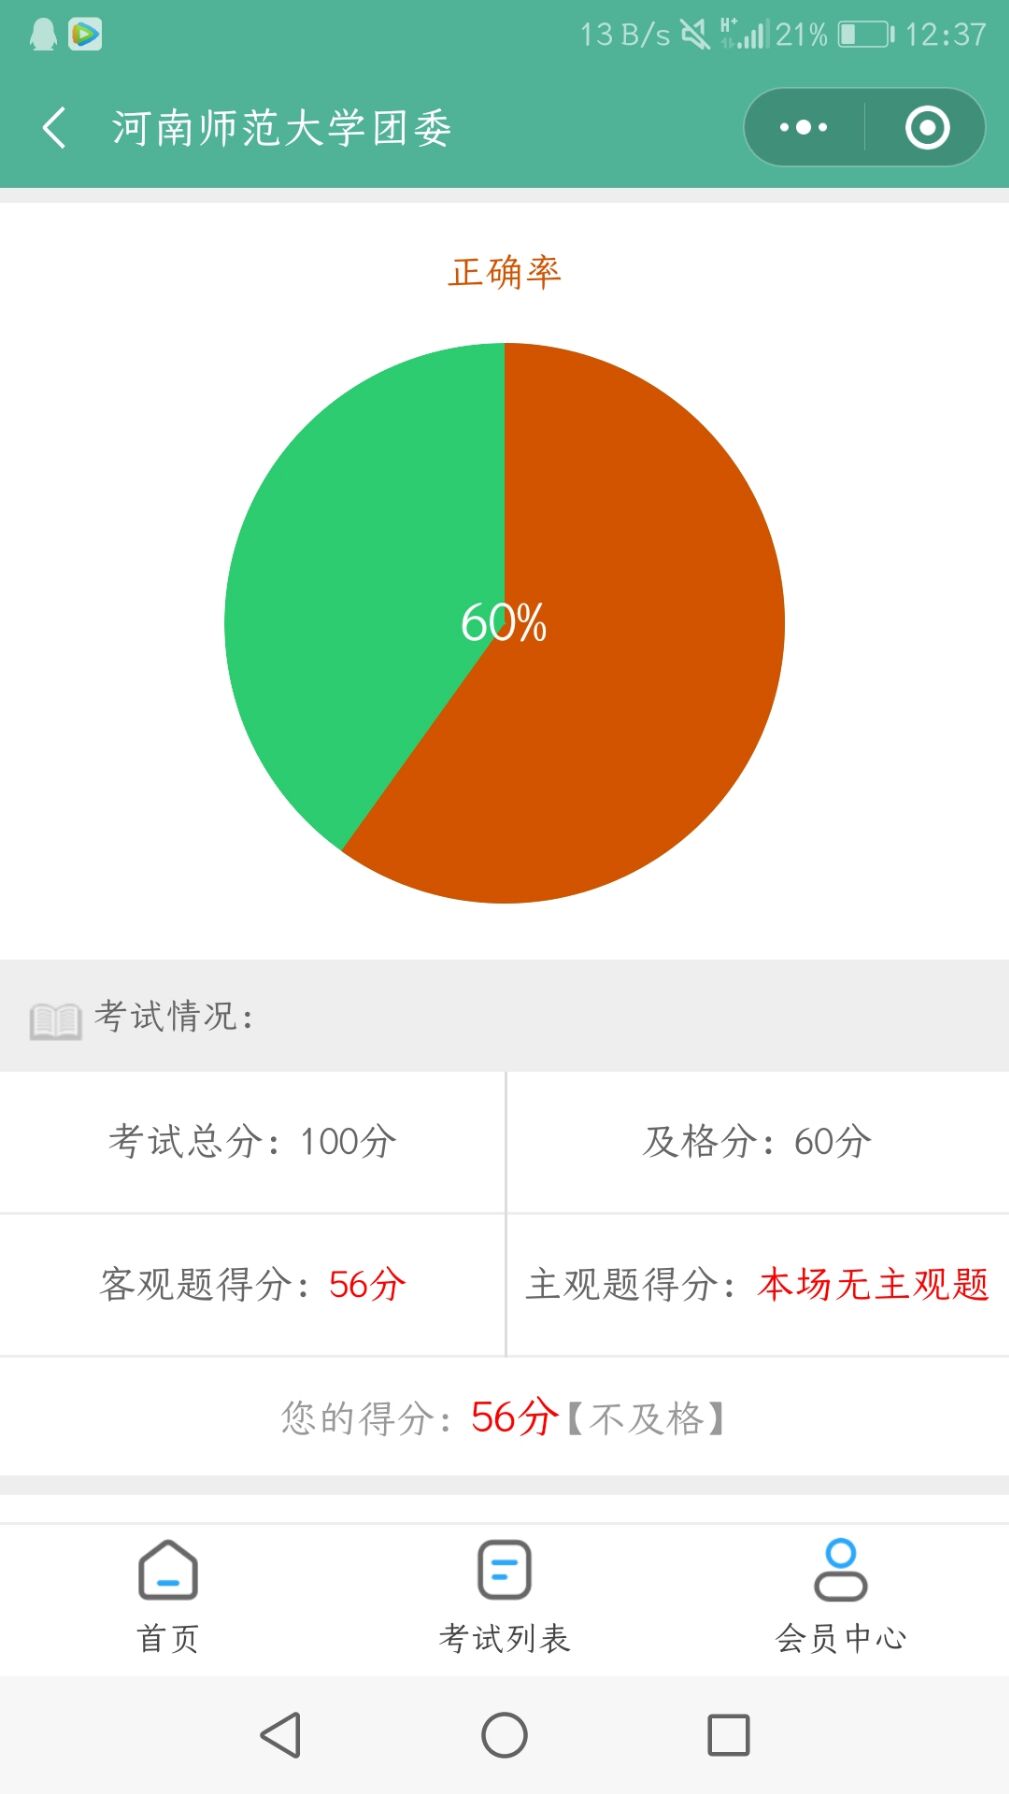 13 B/s H+ 21% 12:37
河南师范大学团委
正确率
60%
考试情况：
考试总分：100分
及格分：60分
客观题得分：56分
主观题得分：本场无主观题
您的得分：56分【不及格】
首页
考试列表
会员中心